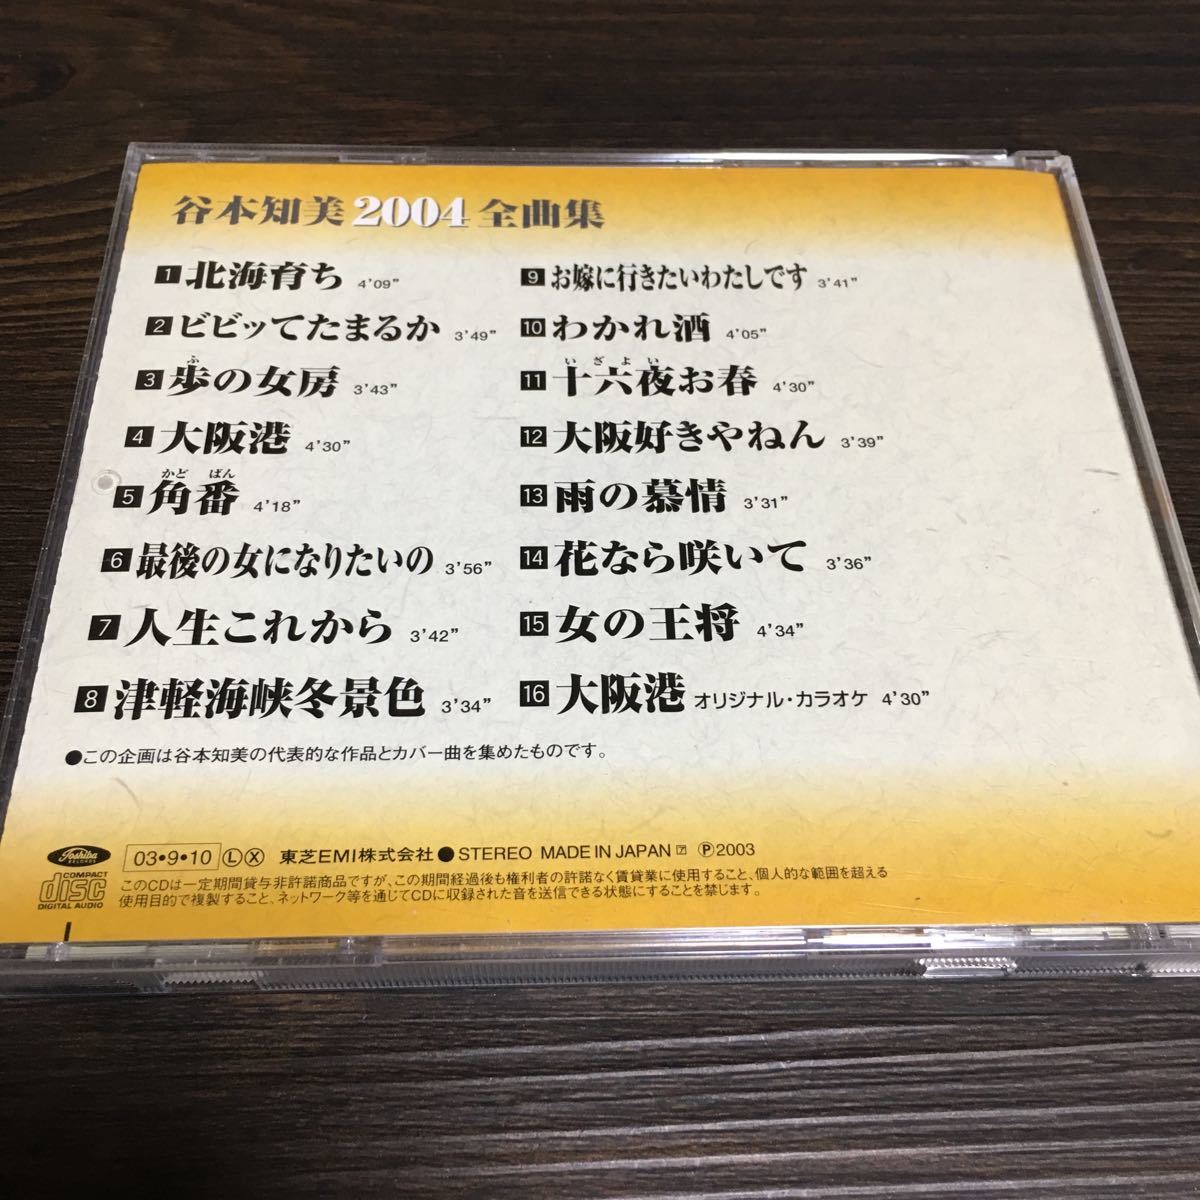 谷本知美2004全曲集
1 北海育ち 4'09"
2 ビビッてたまるか 3'49"
ふ
3 歩の女房 3'43"
4 大阪港 4'30"
かど ばん
5 角番 4'18"
6 最後の女になりたいの 3'56"
7 人生これから 3'42"
8 津軽海峡冬景色 3'34"
9 お嫁に行きたいわたしです 3'41"
10 わかれ酒 4'05"
いざよい
11 十六夜お春 4'30"
12 大阪好きやねん 3'39"
13 雨の慕情 3'31"
14 花なら咲いて 3'36"
15 女の王将 4'34"
16 大阪港 オリジナル・カラオケ 4'30"
●この企画は谷本知美の代表的な作品とカバー曲を集めたものです。
Toshiba RECORDS 03•9•10 Ⓛ Ⓧ 東芝EMI株式会社 ● STEREO MADE IN JAPAN ℗2003
COMPACT disc DIGITAL AUDIO
このCDは一定期間貸与非許諾商品ですが、この期間経過後も権利者の許諾なく賃貸業に使用すること、個人的な範囲を超える
使用目的で複製すること、ネットワーク等を通じてCDに収録された音を送信できる状態にすることを禁じます。